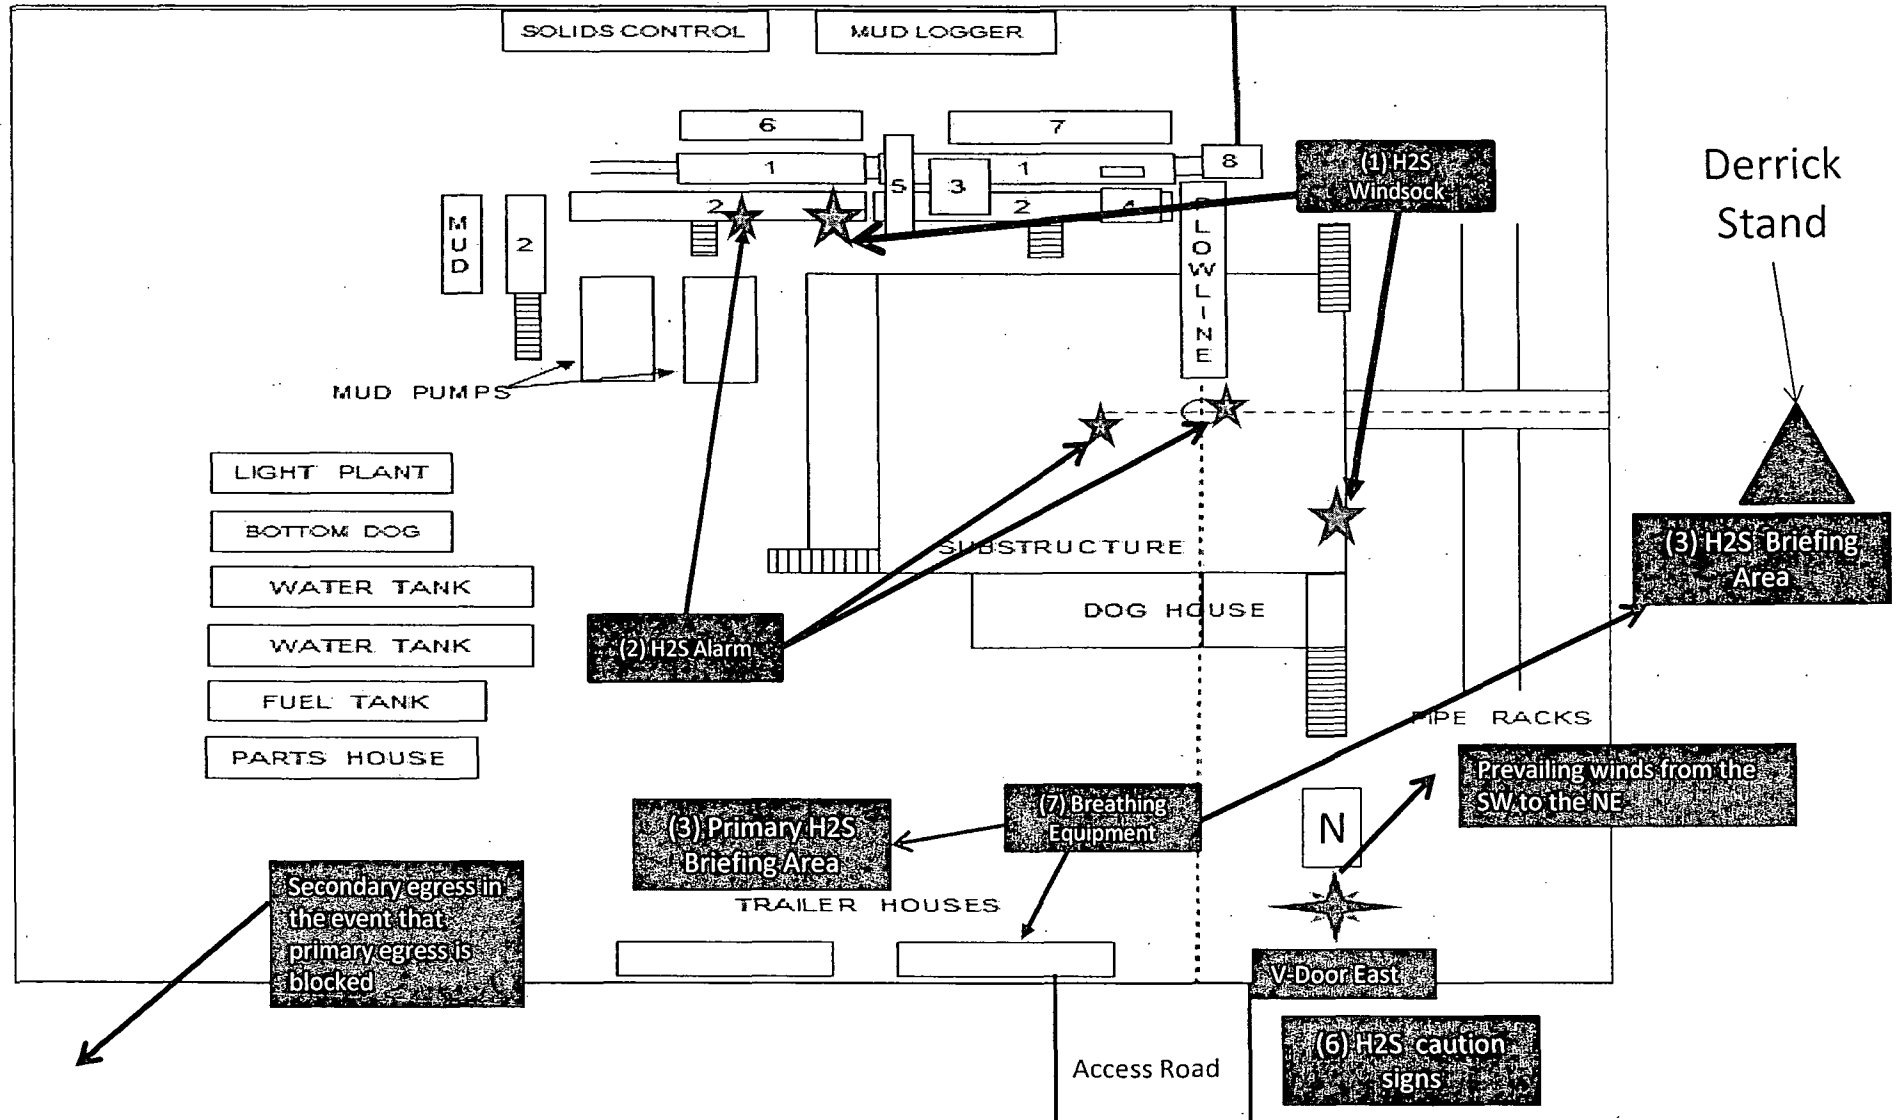 SOLIDS CONTROL
MUD LOGGER
6
7
1
5
3
1
8
(1) H2S
Windsock
Derrick
Stand
2
2
4
MUD
2
FLOWLINE
MUD PUMPS
LIGHT PLANT
BOTTOM DOG
WATER TANK
WATER TANK
FUEL TANK
PARTS HOUSE
SUBSTRUCTURE
DOG HOUSE
(2) H2S Alarm
(3) H2S Briefing
Area
PIPE RACKS
Prevailing winds from the
SW to the NE
(7) Breathing
Equipment
N
(3) Primary H2S
Briefing Area
TRAILER HOUSES
Secondary egress in
the event that
primary egress is
blocked
V-Door East
(6) H2S caution
signs
Access Road